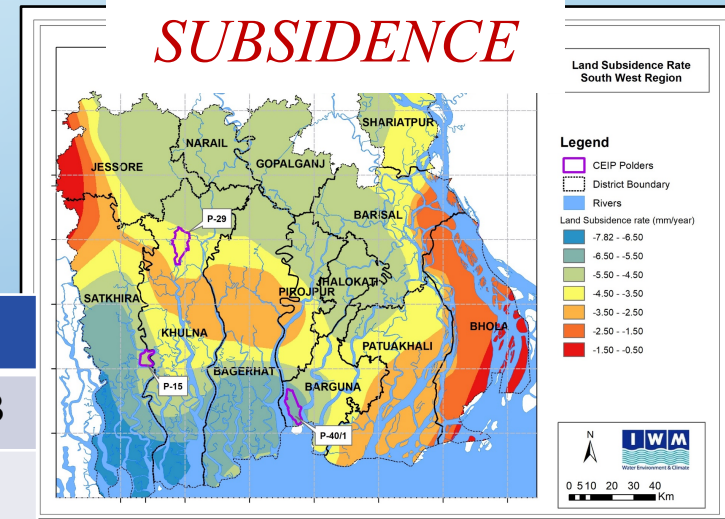 SUBSIDENCE
Land Subsidence Rate
South West Region
SHARIATPUR
NARAIL
JESSORE
GOPALGANJ
P-29
BARISAL
JHALOKATI
PIROJPUR
SATKHIRA
KHULNA
BHOLA
PATUAKHALI
BAGERHAT
P-15
BARGUNA
P-40/1
Legend
CEIP Polders
District Boundary
Rivers
Land Subsidence rate (mm/year)
-7.82 - -6.50
-6.50 - -5.50
-5.50 - -4.50
-4.50 - -3.50
-3.50 - -2.50
-2.50 - -1.50
-1.50 - -0.50
N
IWM
Water Environment & Climate
0 5 10 20 30 40
Km